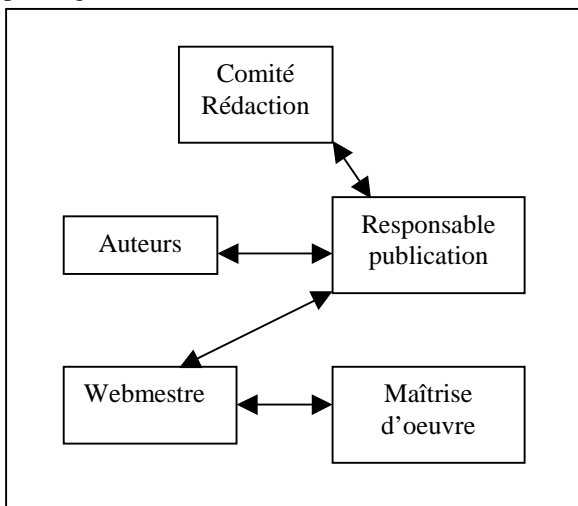 Comité
Rédaction
Responsable
publication
Auteurs
Webmestre
Maîtrise
d'oeuvre